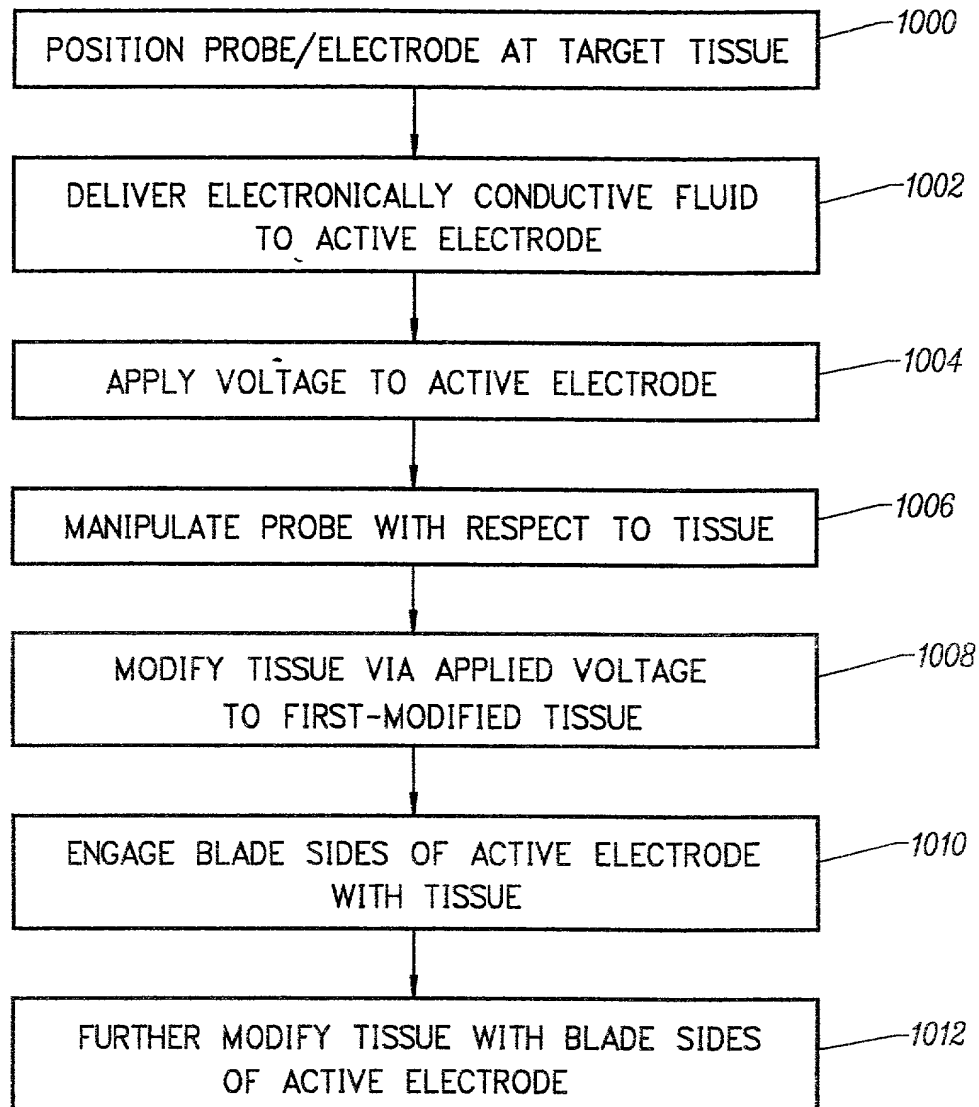 POSITION PROBE/ELECTRODE AT TARGET TISSUE
1000
DELIVER ELECTRONICALLY CONDUCTIVE FLUID
TO ACTIVE ELECTRODE
1002
APPLY VOLTAGE TO ACTIVE ELECTRODE
1004
MANIPULATE PROBE WITH RESPECT TO TISSUE
1006
MODIFY TISSUE VIA APPLIED VOLTAGE
TO FIRST-MODIFIED TISSUE
1008
ENGAGE BLADE SIDES OF ACTIVE ELECTRODE
WITH TISSUE
1010
FURTHER MODIFY TISSUE WITH BLADE SIDES
OF ACTIVE ELECTRODE
1012